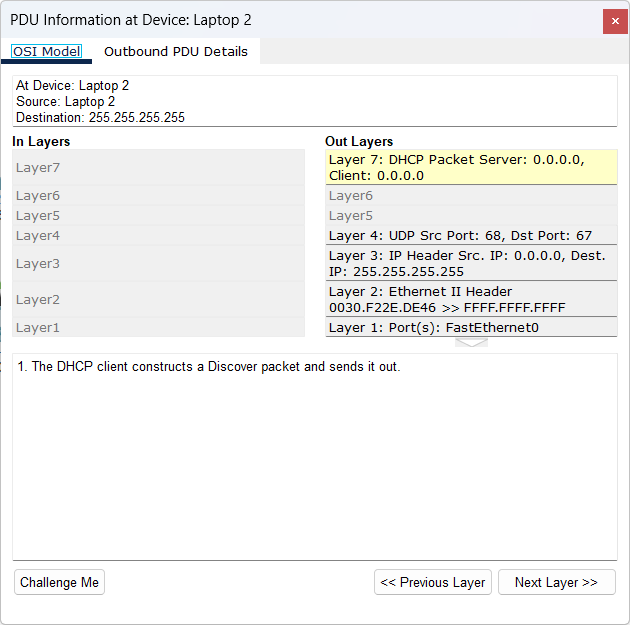 PDU Information at Device: Laptop 2
OSI Model
Outbound PDU Details
At Device: Laptop 2
Source: Laptop 2
Destination: 255.255.255.255
In Layers
Layer7
Layer6
Layer5
Layer4
Layer3
Layer2
Layer1
Out Layers
Layer 7: DHCP Packet Server: 0.0.0.0,
Client: 0.0.0.0
Layer6
Layer5
Layer 4: UDP Src Port: 68, Dst Port: 67
Layer 3: IP Header Src. IP: 0.0.0.0, Dest.
IP: 255.255.255.255
Layer 2: Ethernet II Header
0030.F22E.DE46 >> FFFF.FFFF.FFFF
Layer 1: Port(s): FastEthernet0
1. The DHCP client constructs a Discover packet and sends it out.
Challenge Me
<< Previous Layer
Next Layer >>